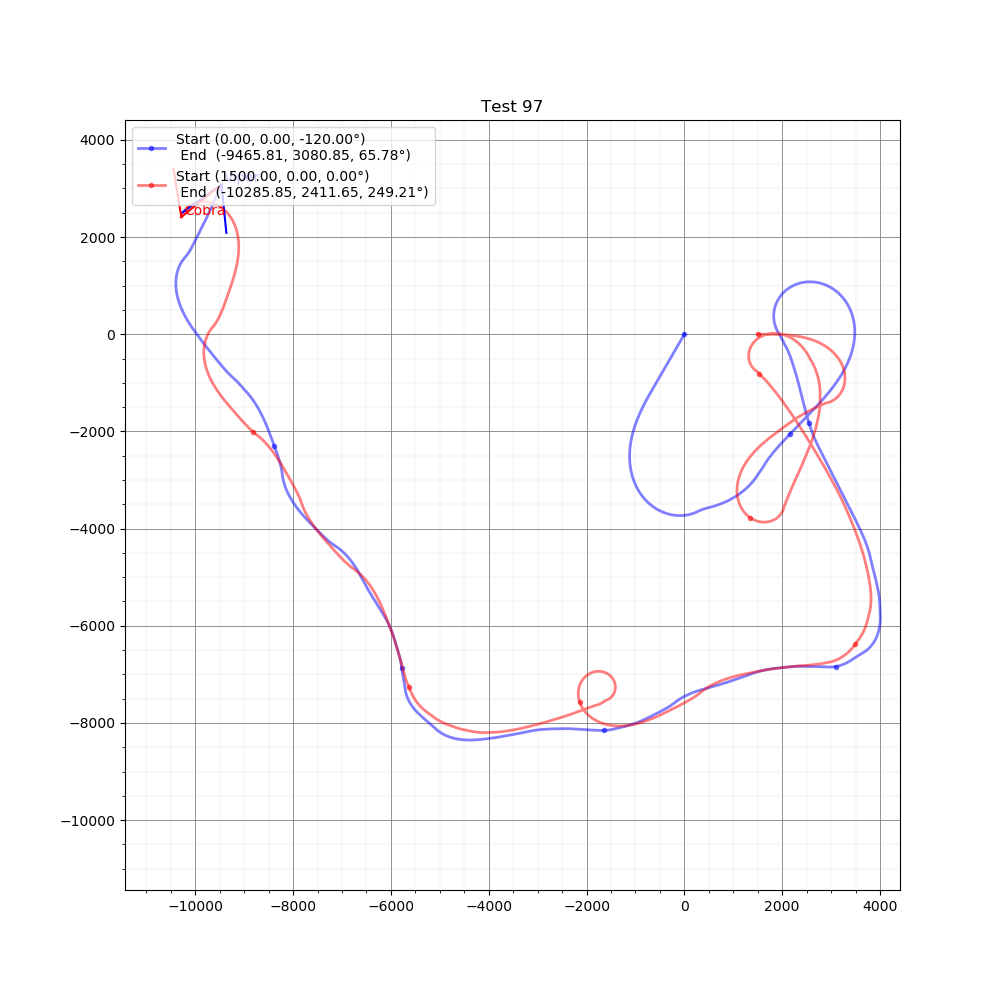 Test 97
Start (0.00, 0.00, -120.00°)
End (-9465.81, 3080.85, 65.78°)
Start (1500.00, 0.00, 0.00°)
End (-10285.85, 2411.65, 249.21°)
Cobra
4000
2000
0
−2000
−4000
−6000
−8000
−10000
−10000
−8000
−6000
−4000
−2000
0
2000
4000